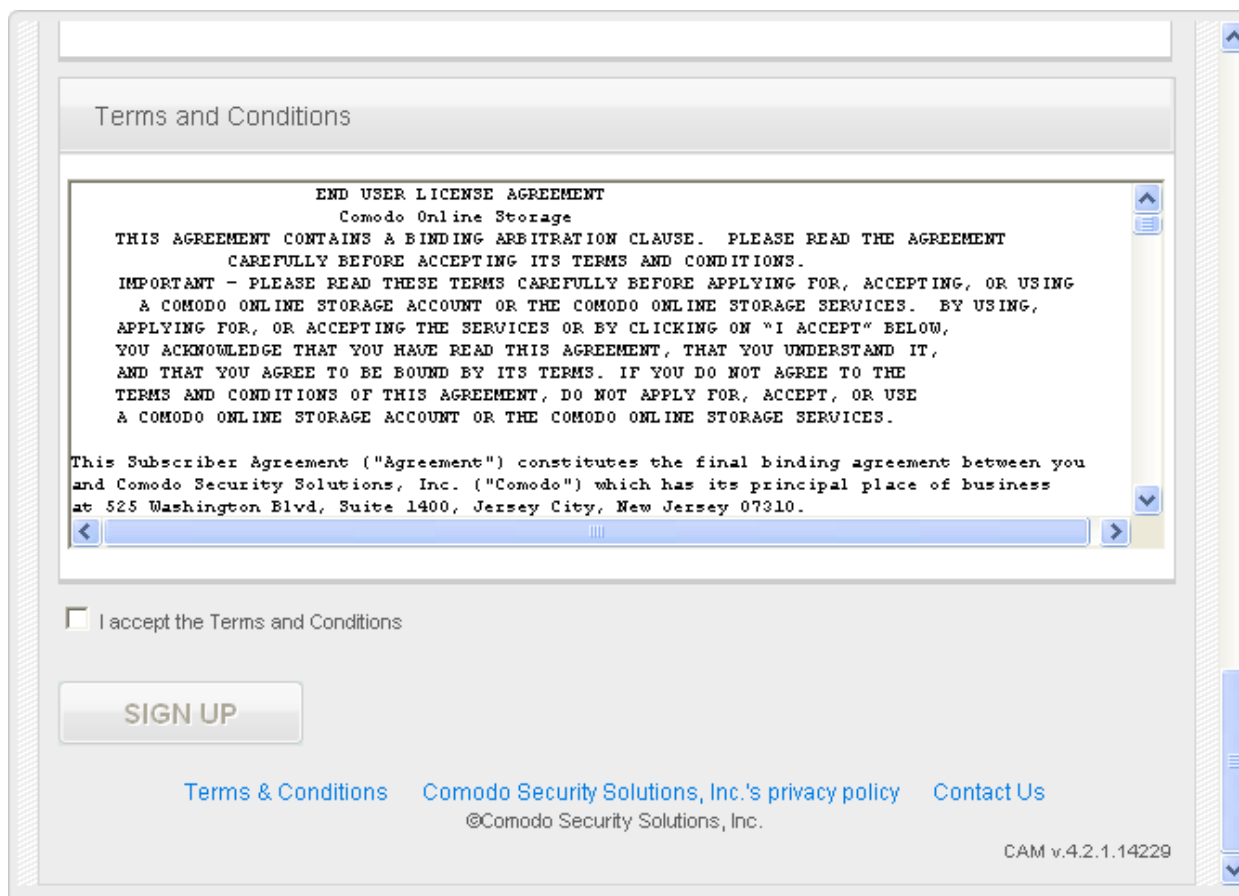 Terms and Conditions
END USER LICENSE AGREEMENT
Comodo Online Storage
THIS AGREEMENT CONTAINS A BINDING ARBITRATION CLAUSE.  PLEASE READ THE AGREEMENT
CAREFULLY BEFORE ACCEPTING ITS TERMS AND CONDITIONS.
IMPORTANT – PLEASE READ THESE TERMS CAREFULLY BEFORE APPLYING FOR, ACCEPTING, OR USING
A COMODO ONLINE STORAGE ACCOUNT OR THE COMODO ONLINE STORAGE SERVICES.  BY USING,
APPLYING FOR, OR ACCEPTING THE SERVICES OR BY CLICKING ON "I ACCEPT" BELOW,
YOU ACKNOWLEDGE THAT YOU HAVE READ THIS AGREEMENT, THAT YOU UNDERSTAND IT,
AND THAT YOU AGREE TO BE BOUND BY ITS TERMS. IF YOU DO NOT AGREE TO THE
TERMS AND CONDITIONS OF THIS AGREEMENT, DO NOT APPLY FOR, ACCEPT, OR USE
A COMODO ONLINE STORAGE ACCOUNT OR THE COMODO ONLINE STORAGE SERVICES.
This Subscriber Agreement ("Agreement") constitutes the final binding agreement between you
and Comodo Security Solutions, Inc. ("Comodo") which has its principal place of business
at 525 Washington Blvd, Suite 1400, Jersey City, New Jersey 07310.
I accept the Terms and Conditions
SIGN UP
Terms & Conditions Comodo Security Solutions, Inc.'s privacy policy Contact Us
©Comodo Security Solutions, Inc.
CAM v.4.2.1.14229